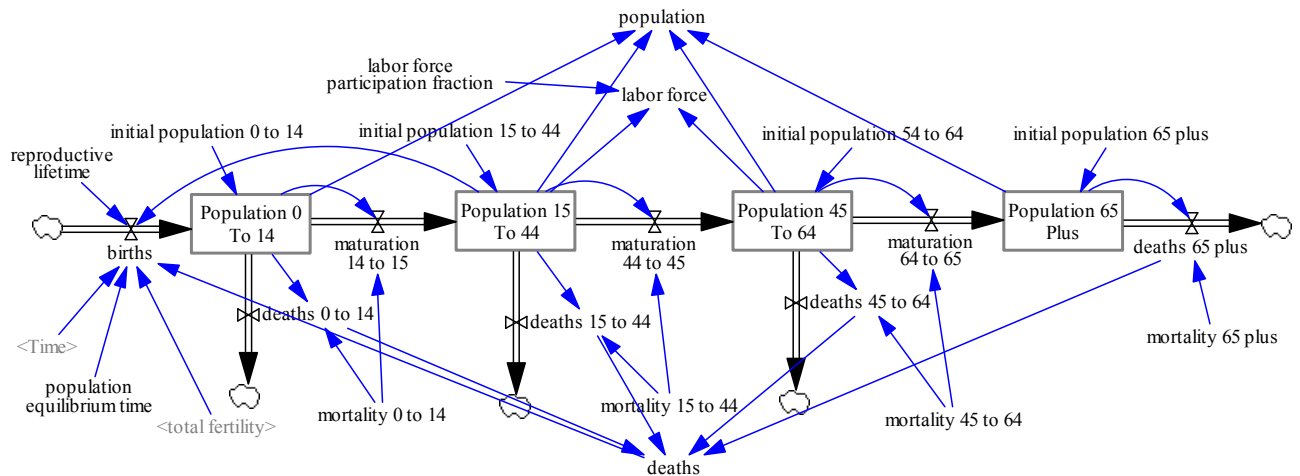 population
labor force
participation fraction
labor force
initial population 0 to 14
initial population 15 to 44
initial population 54 to 64
initial population 65 plus
reproductive
lifetime
Population 0
To 14
Population 15
To 44
Population 45
To 64
Population 65
Plus
births
maturation
14 to 15
maturation
44 to 45
maturation
64 to 65
deaths 65 plus
deaths 0 to 14
deaths 15 to 44
deaths 45 to 64
<Time>
mortality 65 plus
population
equilibrium time
<total fertility>
mortality 0 to 14
mortality 15 to 44
mortality 45 to 64
deaths